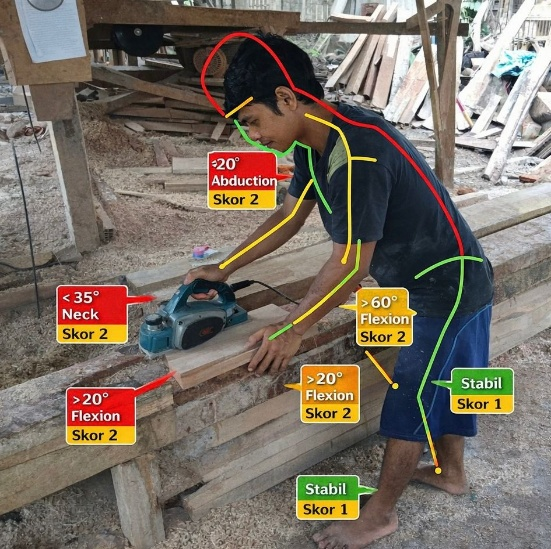 <20°
Abduction
Skor 2
< 35°
Neck
Skor 2
>60°
Flexion
Skor 2
>20°
Flexion
Skor 2
>20°
Flexion
Skor 2
Stabil
Skor 1
Stabil
Skor 1